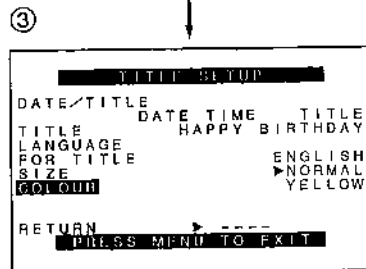 ③
TITLE SETUP
DATE/TITLE
DATE TIME TITLE
TITLE HAPPY BIRTHDAY
LANGUAGE
FOR TITLE ENGLISH
SIZE ►NORMAL
COLOUR YELLOW
RETURN ► ----
PRESS MENU TO EXIT